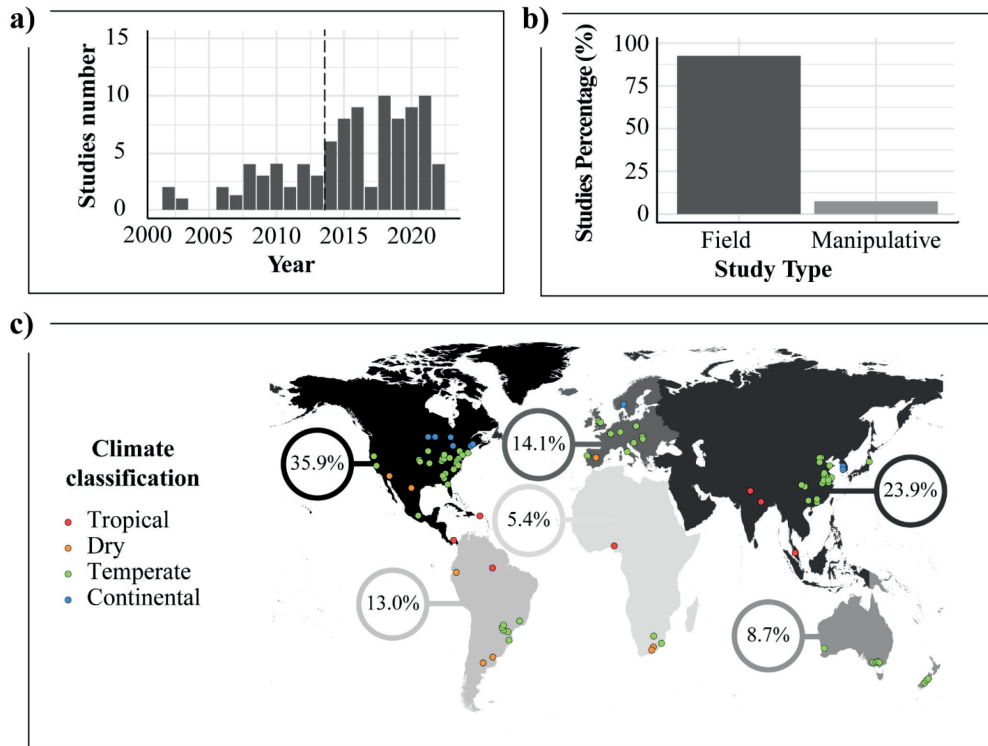 a)
15
10
5
0
Studies number
2000 2005 2010 2015 2020
Year
b)
100
75
50
25
0
Studies Percentage (%)
Field Manipulative
Study Type
c)
Climate
classification
Tropical
Dry
Temperate
Continental
35.9%
14.1%
5.4%
23.9%
13.0%
8.7%